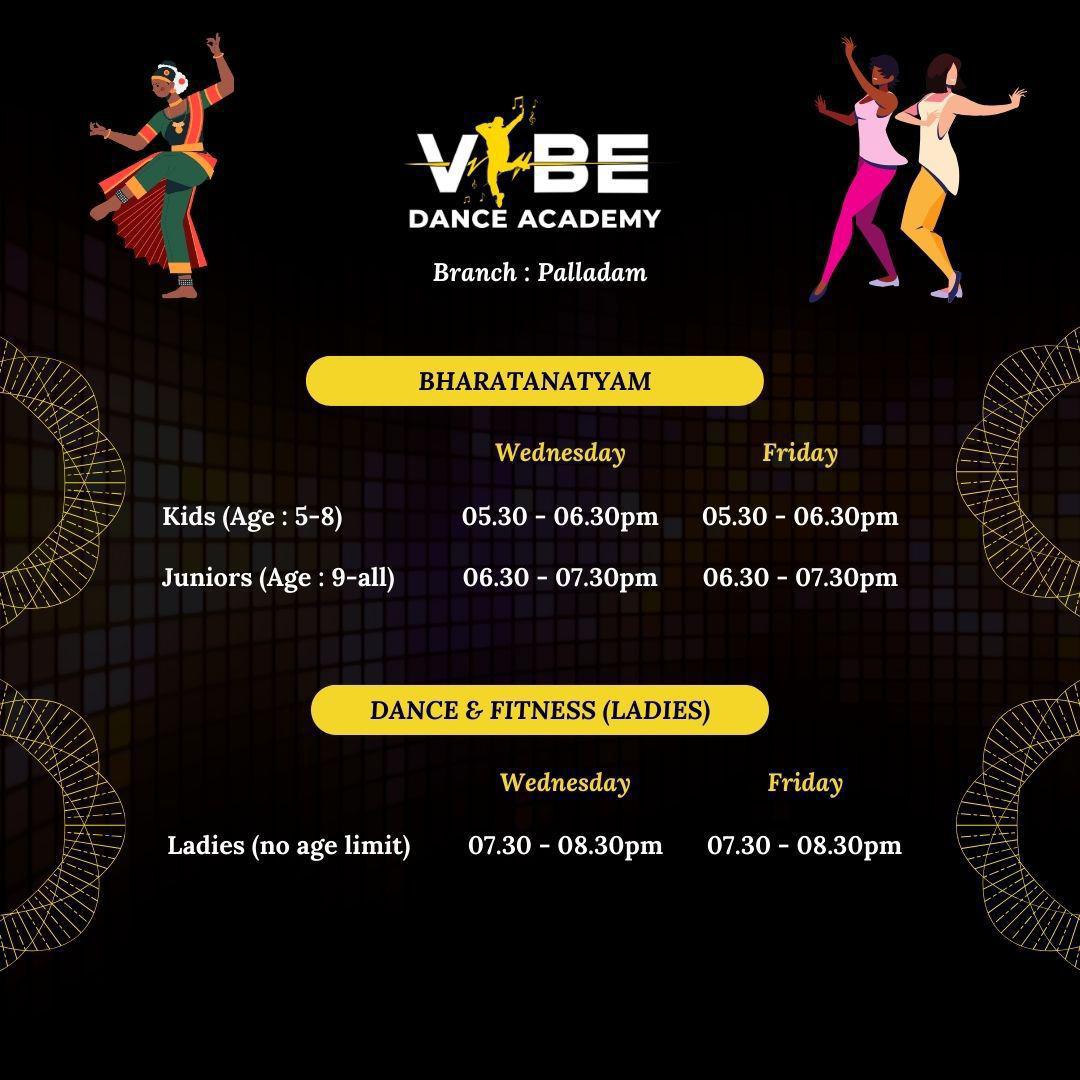 VIBE
DANCE ACADEMY
Branch : Palladam
BHARATANATYAM
Wednesday Friday
Kids (Age : 5-8) 05.30 - 06.30pm 05.30 - 06.30pm
Juniors (Age : 9-all) 06.30 - 07.30pm 06.30 - 07.30pm
DANCE & FITNESS (LADIES)
Wednesday Friday
Ladies (no age limit) 07.30 - 08.30pm 07.30 - 08.30pm